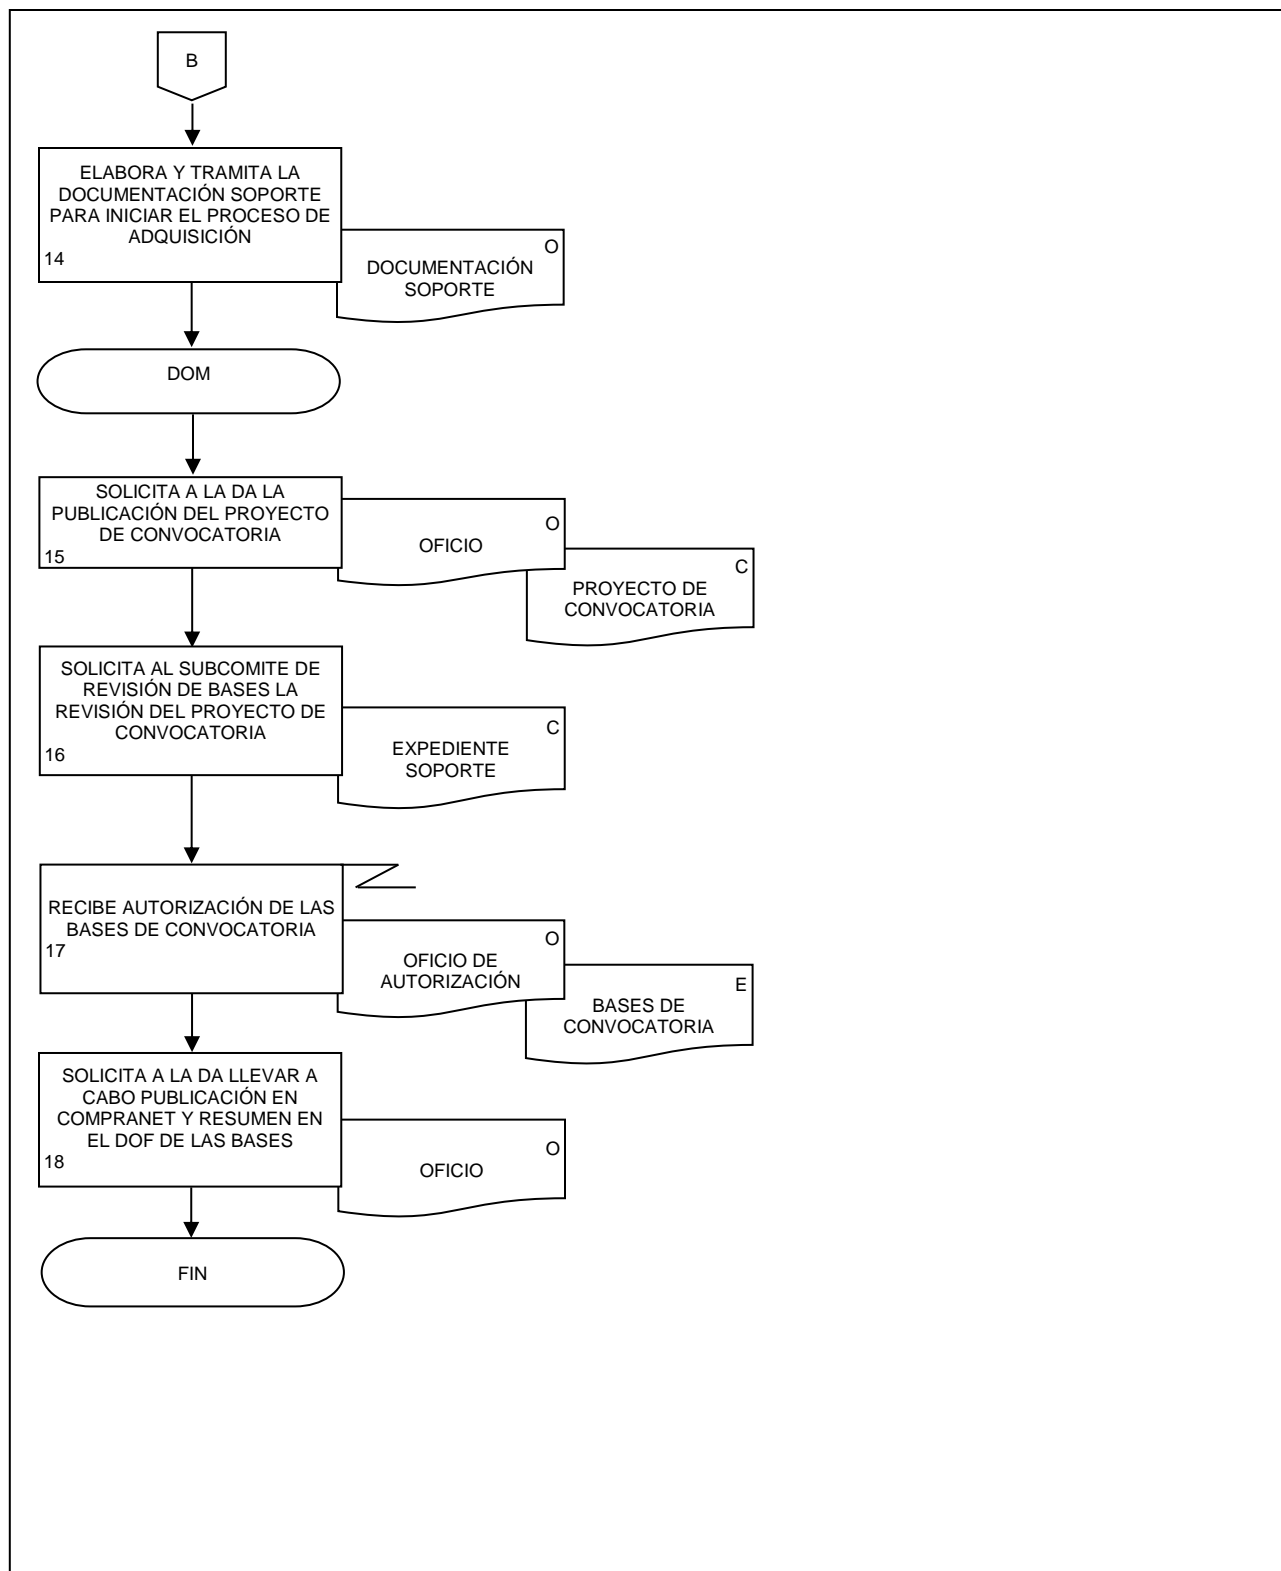 B
ELABORA Y TRAMITA LA
DOCUMENTACIÓN SOPORTE
PARA INICIAR EL PROCESO DE
ADQUISICIÓN
14
O
DOCUMENTACIÓN
SOPORTE
DOM
SOLICITA A LA DA LA
PUBLICACIÓN DEL PROYECTO
DE CONVOCATORIA
15
O
OFICIO
C
PROYECTO DE
CONVOCATORIA
SOLICITA AL SUBCOMITE DE
REVISIÓN DE BASES LA
REVISIÓN DEL PROYECTO DE
CONVOCATORIA
16
C
EXPEDIENTE
SOPORTE
RECIBE AUTORIZACIÓN DE LAS
BASES DE CONVOCATORIA
17
O
OFICIO DE
AUTORIZACIÓN
E
BASES DE
CONVOCATORIA
SOLICITA A LA DA LLEVAR A
CABO PUBLICACIÓN EN
COMPRANET Y RESUMEN EN
EL DOF DE LAS BASES
18
O
OFICIO
FIN